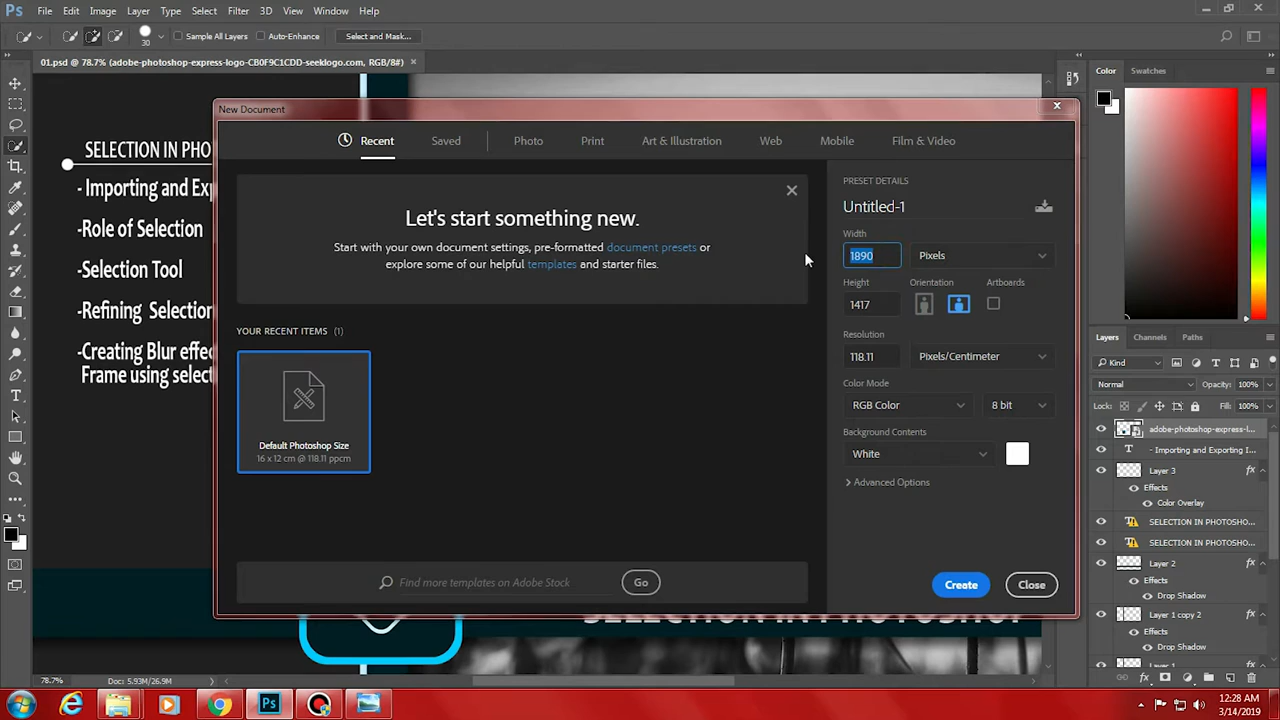 Ps File Edit Image Layer Type Select Filter 3D View Window Help
30 Sample All Layers Auto-Enhance Select and Mask...
01.psd @ 78.7% (adobe-photoshop-express-logo-CB0F9C1CDD-seeklogo.com, RGB/8#) ×
SELECTION IN PHO
- Importing and Exp
-Role of Selection
-Selection Tool
-Refining Selection
-Creating Blur effec
Frame using select
New Document
Recent Saved Photo Print Art & Illustration Web Mobile Film & Video
Let's start something new.
Start with your own document settings, pre-formatted document presets or
explore some of our helpful templates and starter files.
YOUR RECENT ITEMS (1)
Default Photoshop Size
16 x 12 cm @ 118.11 ppcm
Find more templates on Adobe Stock Go
PRESET DETAILS
Untitled-1
Width
1890 Pixels
Height Orientation Artboards
1417
Resolution
118.11 Pixels/Centimeter
Color Mode
RGB Color 8 bit
Background Contents
White
Advanced Options
Create Close
Color Swatches
Layers Channels Paths
Kind
Normal Opacity: 100%
Lock: Fill: 100%
adobe-photoshop-express-l...
T - Importing and Exporting I...
Layer 3 fx
Effects
Color Overlay
SELECTION IN PHOTOSHO...
SELECTION IN PHOTOSHO...
Layer 2 fx
Effects
Drop Shadow
Layer 1 copy 2 fx
Effects
Drop Shadow
SELECTION IN PHOTOSHOP
78.7% Doc: 5.93M/26.9M
12:28 AM
3/14/2019